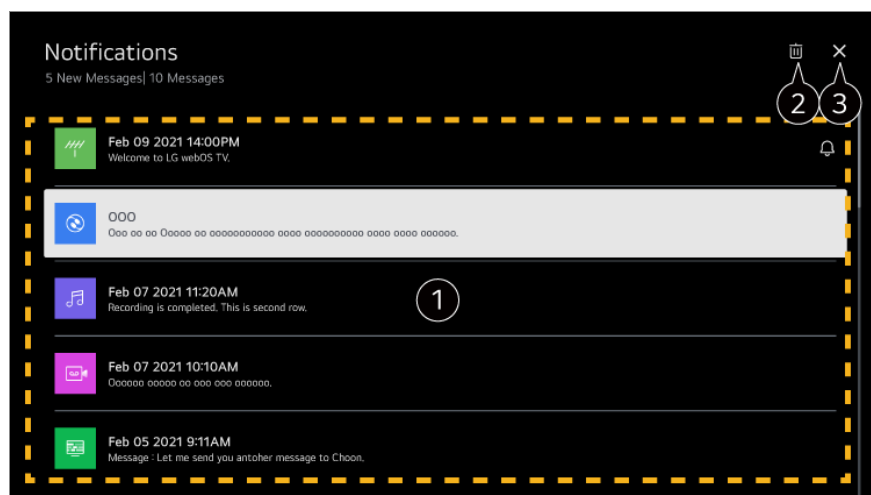 Notifications
5 New Messages| 10 Messages
2
3
Feb 09 2021 14:00PM
Welcome to LG webOS TV.
OOO
Ooo oo oo Ooooo oo ooooooooooo oooo oooooooooo oooo oooo oooooo.
Feb 07 2021 11:20AM
Recording is completed. This is second row.
1
Feb 07 2021 10:10AM
Oooooo ooooo oo ooo ooo oooooo.
Feb 05 2021 9:11AM
Message : Let me send you antoher message to Choon.